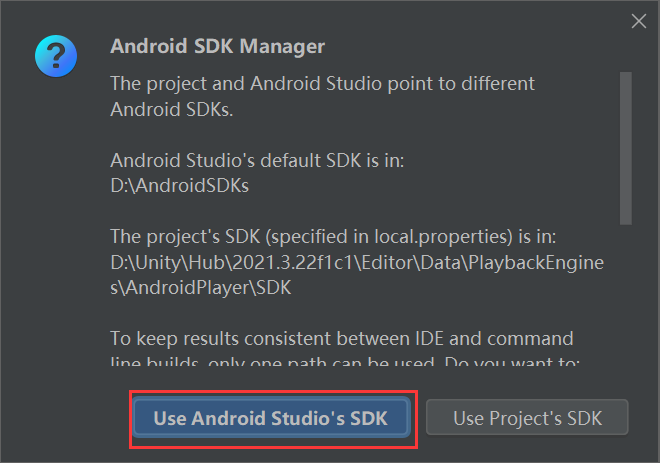 Android SDK Manager
The project and Android Studio point to different
Android SDKs.
Android Studio's default SDK is in:
D:\AndroidSDKs
The project's SDK (specified in local.properties) is in:
D:\Unity\Hub\2021.3.22f1c1\Editor\Data\PlaybackEngine
s\AndroidPlayer\SDK
To keep results consistent between IDE and command
line builds, only one path can be used. Do you want to:
Use Android Studio's SDK
Use Project's SDK